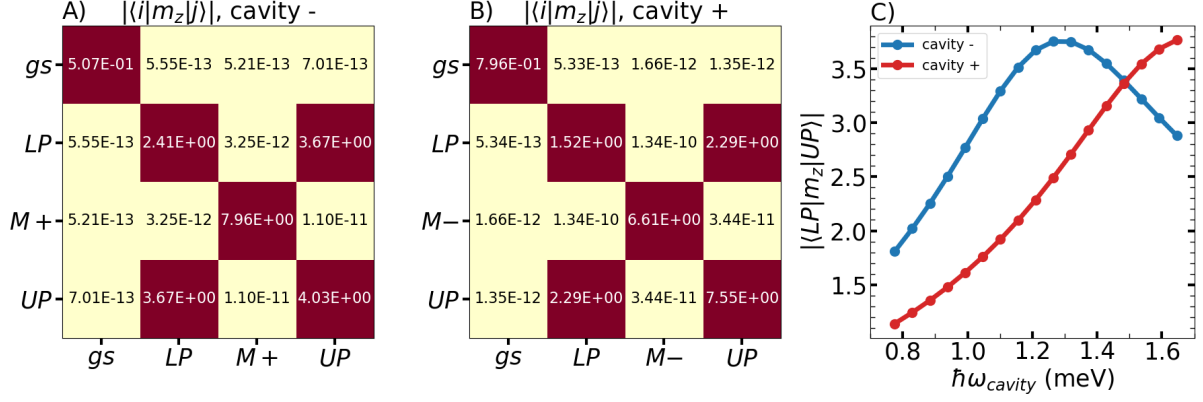 A) |⟨i|m_z|j⟩|, cavity -
gs 5.07E-01 5.55E-13 5.21E-13 7.01E-13
LP 5.55E-13 2.41E+00 3.25E-12 3.67E+00
M+ 5.21E-13 3.25E-12 7.96E+00 1.10E-11
UP 7.01E-13 3.67E+00 1.10E-11 4.03E+00
gs LP M+ UP
B) |⟨i|m_z|j⟩|, cavity +
gs 7.96E-01 5.33E-13 1.66E-12 1.35E-12
LP 5.34E-13 1.52E+00 1.34E-10 2.29E+00
M− 1.66E-12 1.34E-10 6.61E+00 3.44E-11
UP 1.35E-12 2.29E+00 3.44E-11 7.55E+00
gs LP M− UP
C)
cavity -
cavity +
|⟨LP|m_z|UP⟩|
3.5
3.0
2.5
2.0
1.5
0.8 1.0 1.2 1.4 1.6
ħω_cavity (meV)